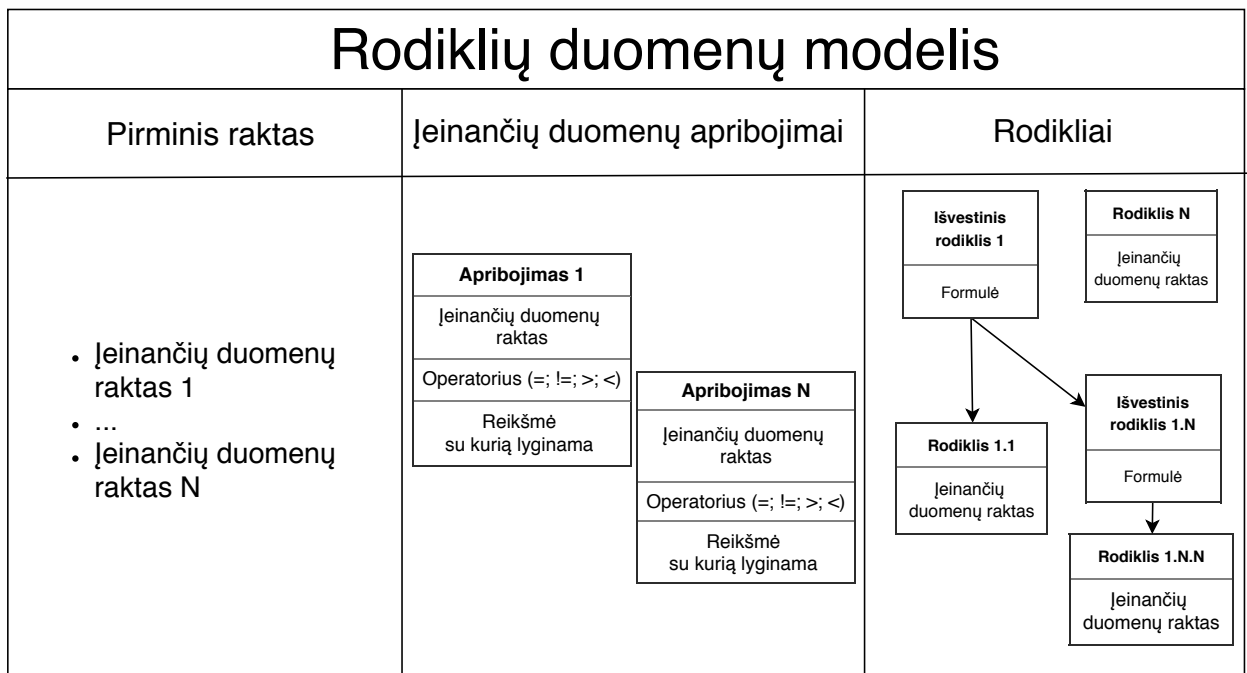 Rodiklių duomenų modelis
Pirminis raktas
Įeinančių duomenų apribojimai
Rodikliai
• Įeinančių duomenų
raktas 1
• ...
• Įeinančių duomenų
raktas N
Apribojimas 1
Įeinančių duomenų
raktas
Operatorius (=; !=; >; <)
Reikšmė
su kurią lyginama
Apribojimas N
Įeinančių duomenų
raktas
Operatorius (=; !=; >; <)
Reikšmė
su kurią lyginama
Išvestinis
rodiklis 1
Formulė
Rodiklis N
Įeinančių
duomenų raktas
Rodiklis 1.1
Įeinančių
duomenų raktas
Išvestinis
rodiklis 1.N
Formulė
Rodiklis 1.N.N
Įeinančių
duomenų raktas